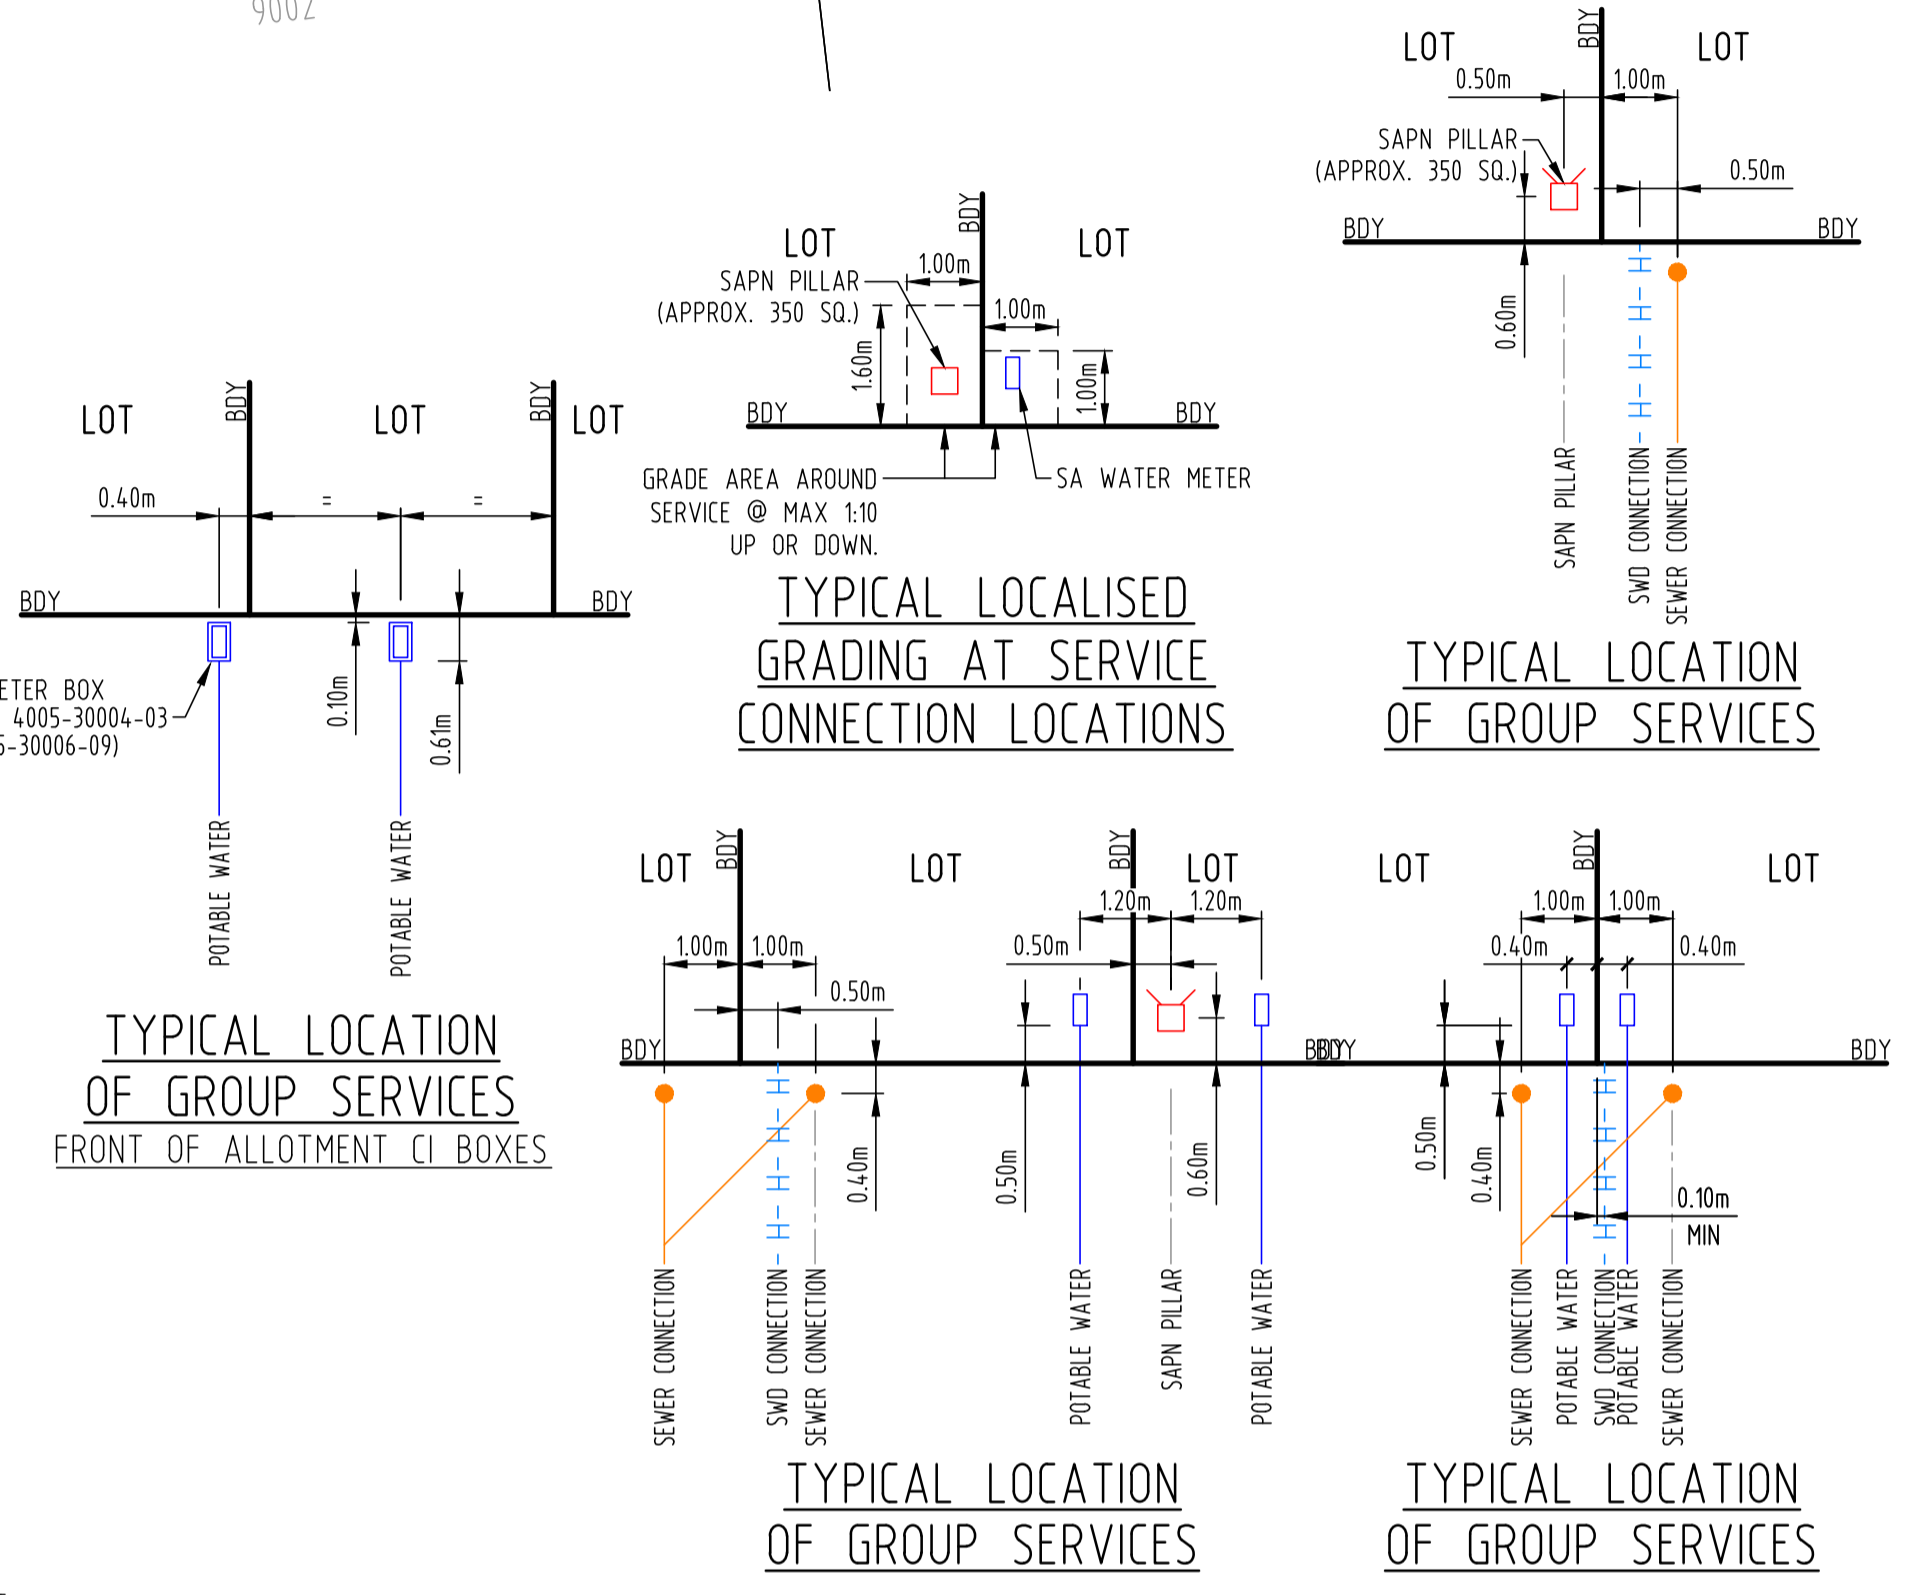 9002
LOT
BDY
LOT
BDY
LOT
0.40m
=
=
BDY
BDY
ETER BOX
4005-30004-03
5-30006-09)
0.10m
0.61m
POTABLE WATER
POTABLE WATER
TYPICAL LOCATION
OF GROUP SERVICES
FRONT OF ALLOTMENT CI BOXES
BDY
LOT
LOT
1.00m
SAPN PILLAR
(APPROX. 350 SQ.)
1.00m
1.60m
1.00m
BDY
BDY
GRADE AREA AROUND
SERVICE @ MAX 1:10
UP OR DOWN.
SA WATER METER
TYPICAL LOCALISED
GRADING AT SERVICE
CONNECTION LOCATIONS
BDY
LOT
LOT
0.50m
1.00m
SAPN PILLAR
(APPROX. 350 SQ.)
0.50m
BDY
BDY
0.60m
SAPN PILLAR
SWD CONNECTION
SEWER CONNECTION
TYPICAL LOCATION
OF GROUP SERVICES
LOT
BDY
LOT
BDY
LOT
1.20m
1.20m
1.00m
1.00m
0.50m
0.50m
BDY
BDY
0.40m
0.50m
0.60m
SEWER CONNECTION
SWD CONNECTION
SEWER CONNECTION
POTABLE WATER
SAPN PILLAR
POTABLE WATER
TYPICAL LOCATION
OF GROUP SERVICES
LOT
BDY
LOT
1.00m
1.00m
0.40m
0.40m
BDY
BDY
0.50m
0.40m
0.10m
MIN
SEWER CONNECTION
POTABLE WATER
SWD CONNECTION
POTABLE WATER
SEWER CONNECTION
TYPICAL LOCATION
OF GROUP SERVICES